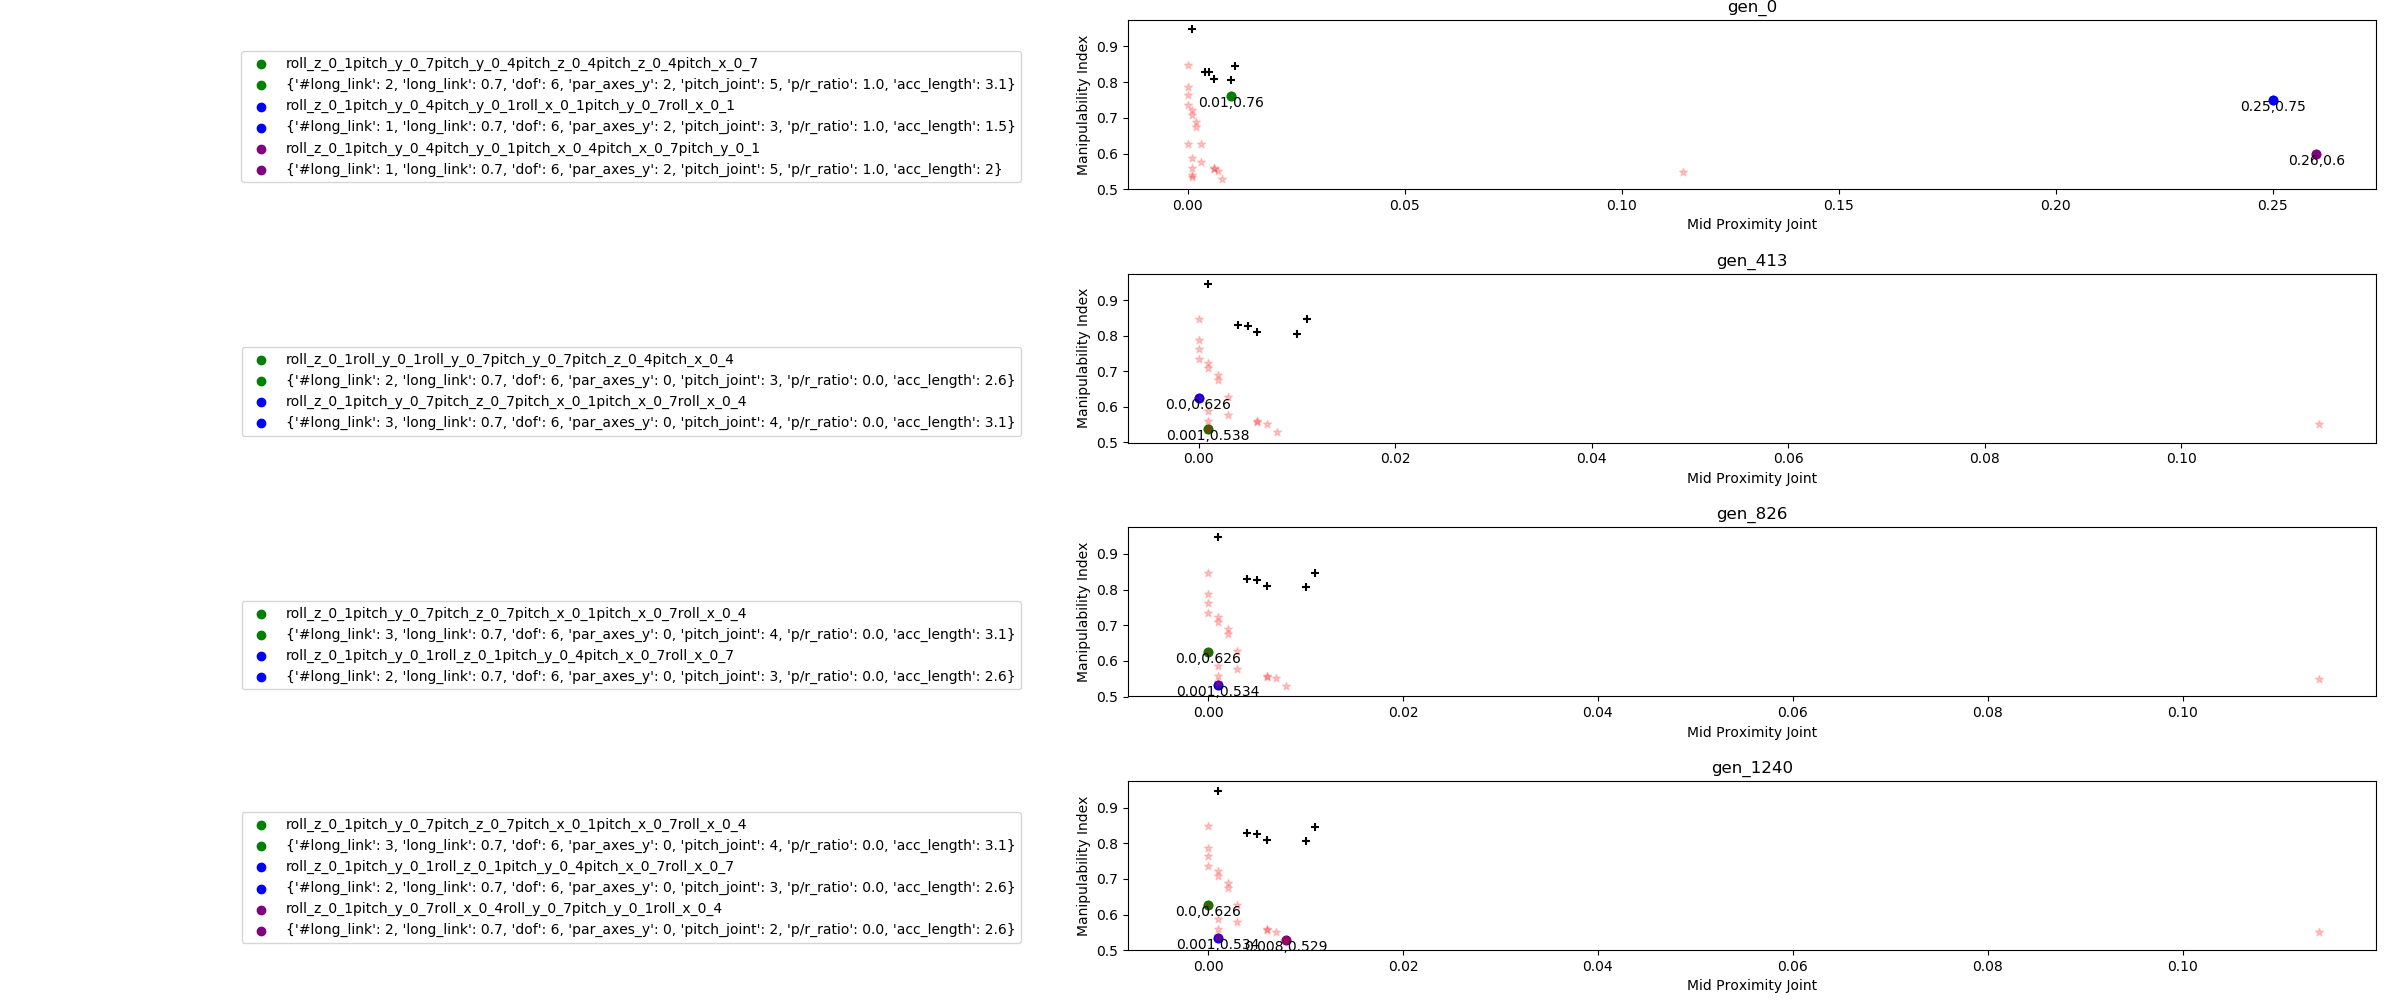 gen_0
roll_z_0_1pitch_y_0_7pitch_y_0_4pitch_z_0_4pitch_z_0_4pitch_x_0_7
{'#long_link': 2, 'long_link': 0.7, 'dof': 6, 'par_axes_y': 2, 'pitch_joint': 5, 'p/r_ratio': 1.0, 'acc_length': 3.1}
roll_z_0_1pitch_y_0_4pitch_y_0_1roll_x_0_1pitch_y_0_7roll_x_0_1
{'#long_link': 1, 'long_link': 0.7, 'dof': 6, 'par_axes_y': 2, 'pitch_joint': 3, 'p/r_ratio': 1.0, 'acc_length': 1.5}
roll_z_0_1pitch_y_0_4pitch_y_0_1pitch_x_0_4pitch_x_0_7pitch_y_0_1
{'#long_link': 1, 'long_link': 0.7, 'dof': 6, 'par_axes_y': 2, 'pitch_joint': 5, 'p/r_ratio': 1.0, 'acc_length': 2}
Manipulability Index
0.9
0.8
0.7
0.6
0.5
0.01,0.76
0.25,0.75
0.26,0.6
0.00 0.05 0.10 0.15 0.20 0.25
Mid Proximity Joint
gen_413
roll_z_0_1roll_y_0_1roll_y_0_7pitch_y_0_7pitch_z_0_4pitch_x_0_4
{'#long_link': 2, 'long_link': 0.7, 'dof': 6, 'par_axes_y': 0, 'pitch_joint': 3, 'p/r_ratio': 0.0, 'acc_length': 2.6}
roll_z_0_1pitch_y_0_7pitch_z_0_7pitch_x_0_1pitch_x_0_7roll_x_0_4
{'#long_link': 3, 'long_link': 0.7, 'dof': 6, 'par_axes_y': 0, 'pitch_joint': 4, 'p/r_ratio': 0.0, 'acc_length': 3.1}
Manipulability Index
0.9
0.8
0.7
0.6
0.5
0.0,0.626
0.001,0.538
0.00 0.02 0.04 0.06 0.08 0.10
Mid Proximity Joint
gen_826
roll_z_0_1pitch_y_0_7pitch_z_0_7pitch_x_0_1pitch_x_0_7roll_x_0_4
{'#long_link': 3, 'long_link': 0.7, 'dof': 6, 'par_axes_y': 0, 'pitch_joint': 4, 'p/r_ratio': 0.0, 'acc_length': 3.1}
roll_z_0_1pitch_y_0_1roll_z_0_1pitch_y_0_4pitch_x_0_7roll_x_0_7
{'#long_link': 2, 'long_link': 0.7, 'dof': 6, 'par_axes_y': 0, 'pitch_joint': 3, 'p/r_ratio': 0.0, 'acc_length': 2.6}
Manipulability Index
0.9
0.8
0.7
0.6
0.5
0.0,0.626
0.001,0.534
0.00 0.02 0.04 0.06 0.08 0.10
Mid Proximity Joint
gen_1240
roll_z_0_1pitch_y_0_7pitch_z_0_7pitch_x_0_1pitch_x_0_7roll_x_0_4
{'#long_link': 3, 'long_link': 0.7, 'dof': 6, 'par_axes_y': 0, 'pitch_joint': 4, 'p/r_ratio': 0.0, 'acc_length': 3.1}
roll_z_0_1pitch_y_0_1roll_z_0_1pitch_y_0_4pitch_x_0_7roll_x_0_7
{'#long_link': 2, 'long_link': 0.7, 'dof': 6, 'par_axes_y': 0, 'pitch_joint': 3, 'p/r_ratio': 0.0, 'acc_length': 2.6}
roll_z_0_1pitch_y_0_7roll_x_0_4roll_y_0_7pitch_y_0_1roll_x_0_4
{'#long_link': 2, 'long_link': 0.7, 'dof': 6, 'par_axes_y': 0, 'pitch_joint': 2, 'p/r_ratio': 0.0, 'acc_length': 2.6}
Manipulability Index
0.9
0.8
0.7
0.6
0.5
0.0,0.626
0.001,0.534
0.008,0.529
0.00 0.02 0.04 0.06 0.08 0.10
Mid Proximity Joint